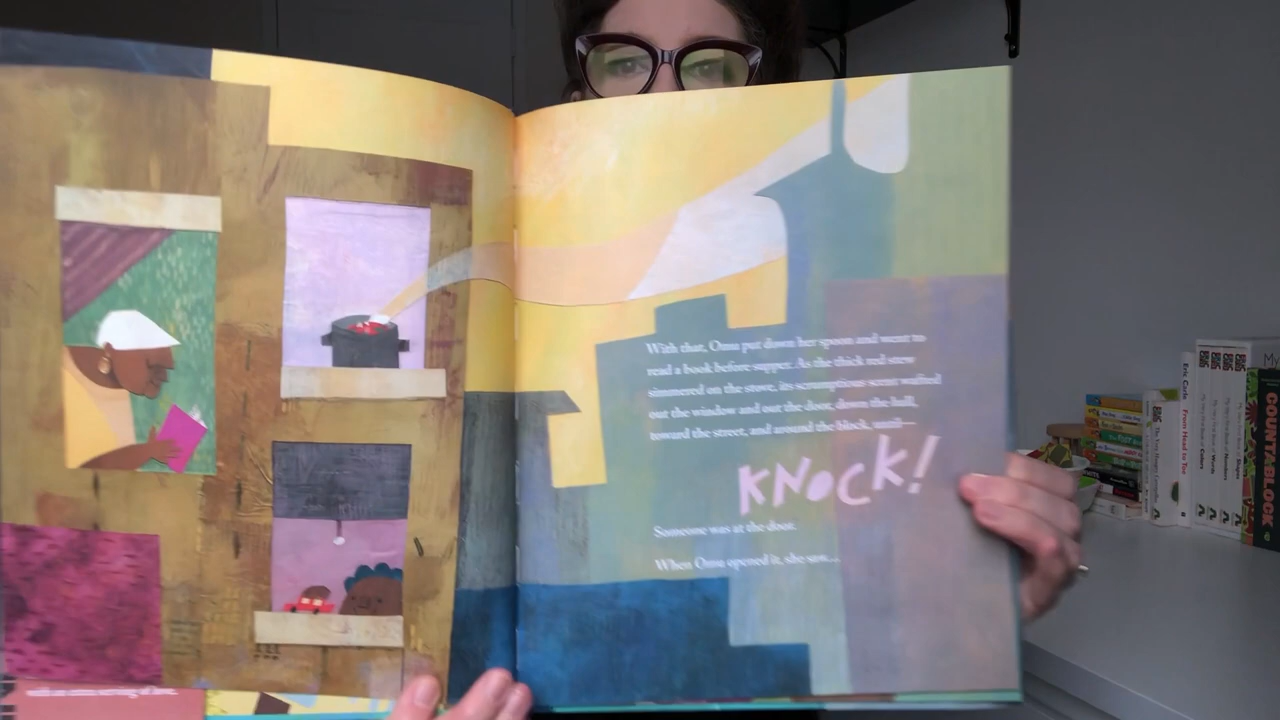 With that, Omu put down her spoon and went to
read a book before supper. As the thick red stew
simmered on the stove, its scrumptious scent wafted
out the window and out the door, down the hall,
toward the street, and around the block, until—
KNOCK!
Someone was at the door.
When Omu opened it, she saw...
Eric Carle
From Head to Toe
My
COUNTABLOCK